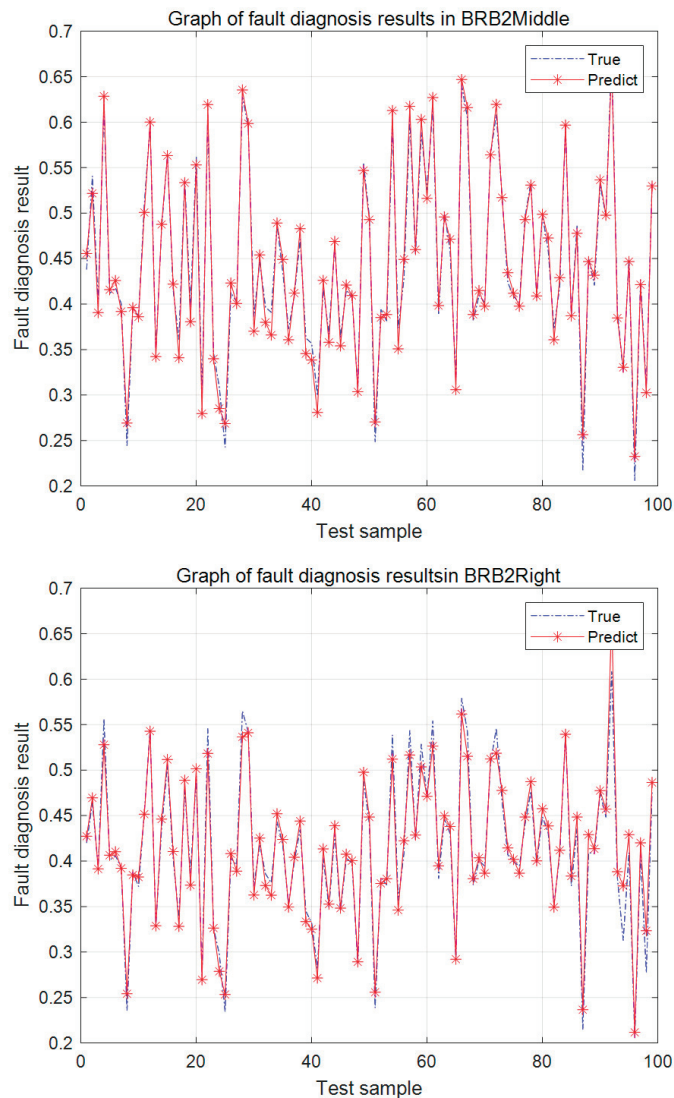 Graph of fault diagnosis results in BRB2Middle
0.7
0.65
0.6
0.55
0.5
0.45
0.4
0.35
0.3
0.25
0.2
Fault diagnosis result
True
Predict
0 20 40 60 80 100
Test sample
Graph of fault diagnosis resultsin BRB2Right
0.7
0.65
0.6
0.55
0.5
0.45
0.4
0.35
0.3
0.25
0.2
Fault diagnosis result
True
Predict
0 20 40 60 80 100
Test sample